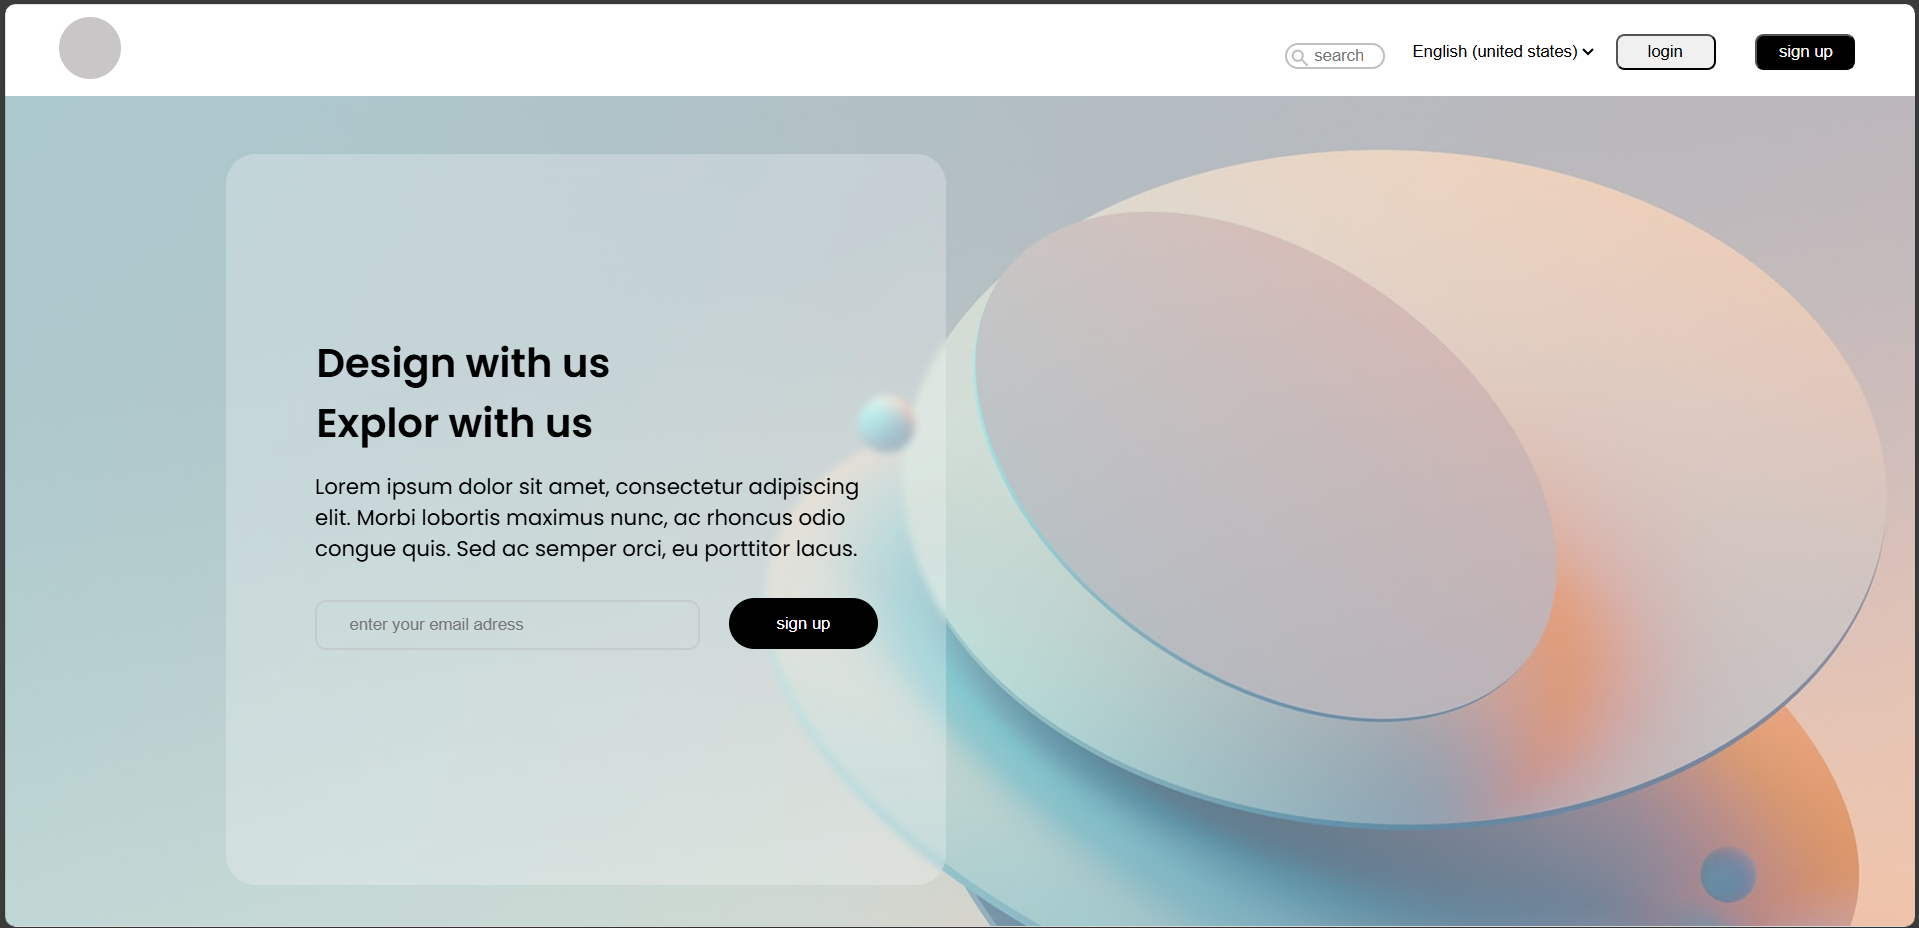 search
English (united states)
login
sign up
Design with us
Explor with us
Lorem ipsum dolor sit amet, consectetur adipiscing
elit. Morbi lobortis maximus nunc, ac rhoncus odio
congue quis. Sed ac semper orci, eu porttitor lacus.
enter your email adress
sign up